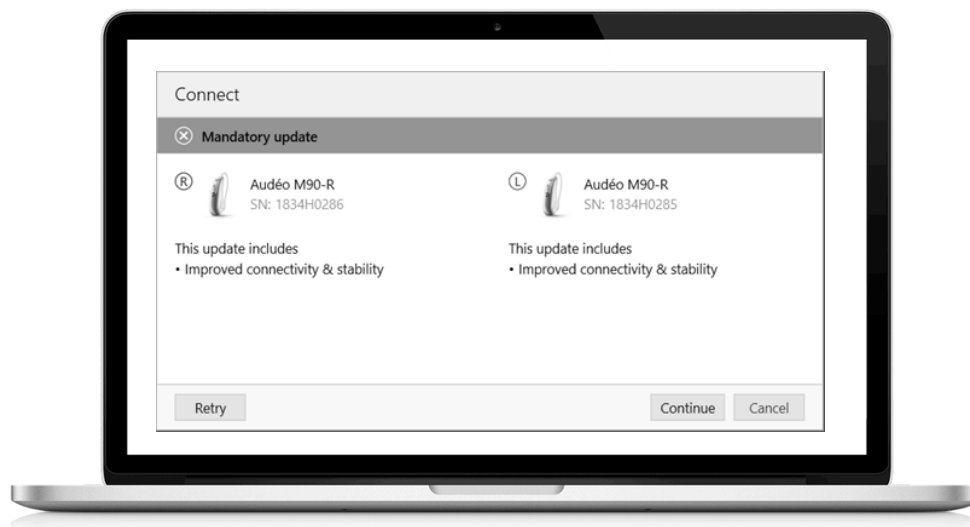 Connect
Mandatory update
R
Audéo M90-R
SN: 1834H0286
This update includes
• Improved connectivity & stability
L
Audéo M90-R
SN: 1834H0285
This update includes
• Improved connectivity & stability
Retry
Continue
Cancel